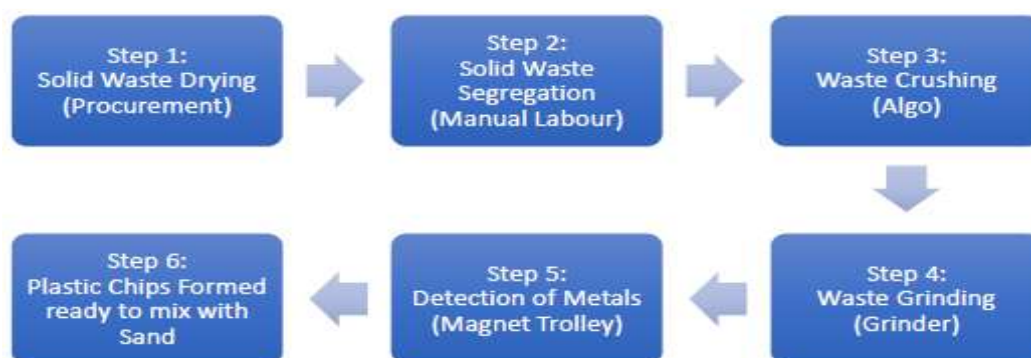 Step 1:
Solid Waste Drying
(Procurement)
Step 2:
Solid Waste
Segregation
(Manual Labour)
Step 3:
Waste Crushing
(Algo)
Step 4:
Waste Grinding
(Grinder)
Step 5:
Detection of Metals
(Magnet Trolley)
Step 6:
Plastic Chips Formed
ready to mix with
Sand